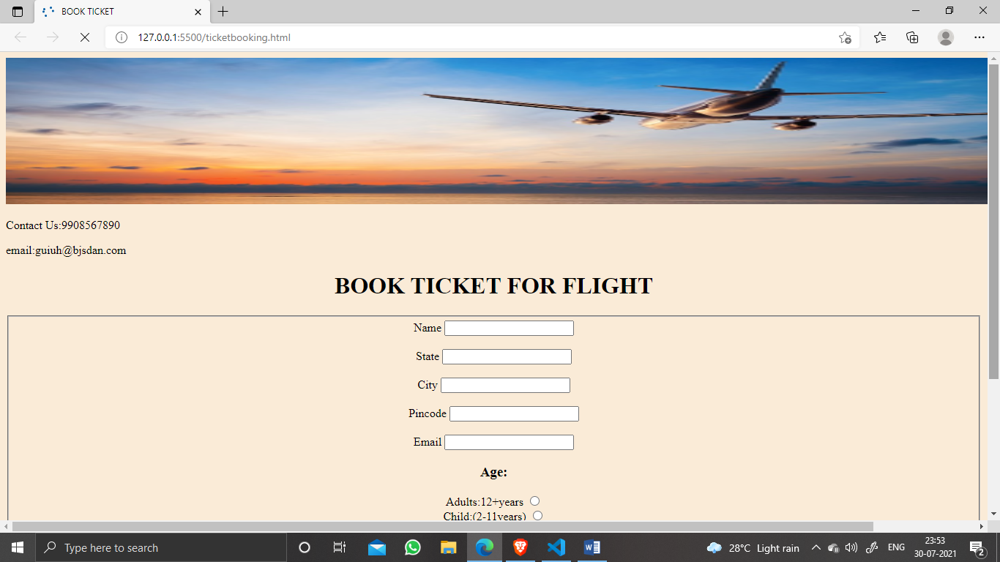 BOOK TICKET
127.0.0.1:5500/ticketbooking.html
Contact Us:9908567890
email:guiuh@bjsdan.com
BOOK TICKET FOR FLIGHT
Name
State
City
Pincode
Email
Age:
Adults:12+years
Child:(2-11years)
Type here to search
28°C Light rain
ENG
23:53
30-07-2021
2